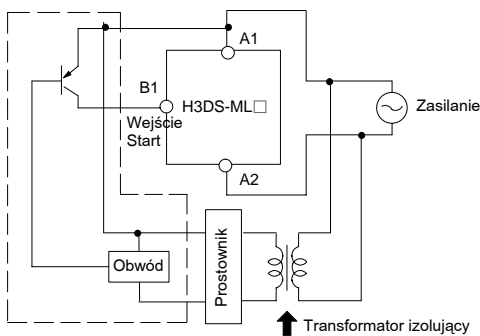 A1
B1
H3DS-ML□
Wejście
Start
Zasilanie
A2
Obwód
Prostownik
Transformator izolujący